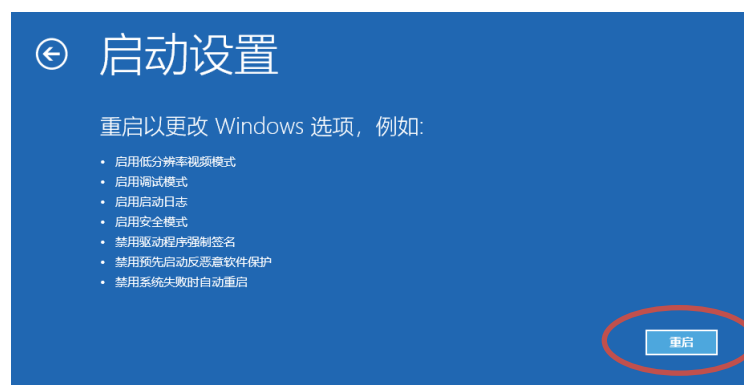 启动设置
重启以更改 Windows 选项，例如:
• 启用低分辨率视频模式
• 启用调试模式
• 启用启动日志
• 启用安全模式
• 禁用驱动程序强制签名
• 禁用预先启动反恶意软件保护
• 禁用系统失败时自动重启
重启